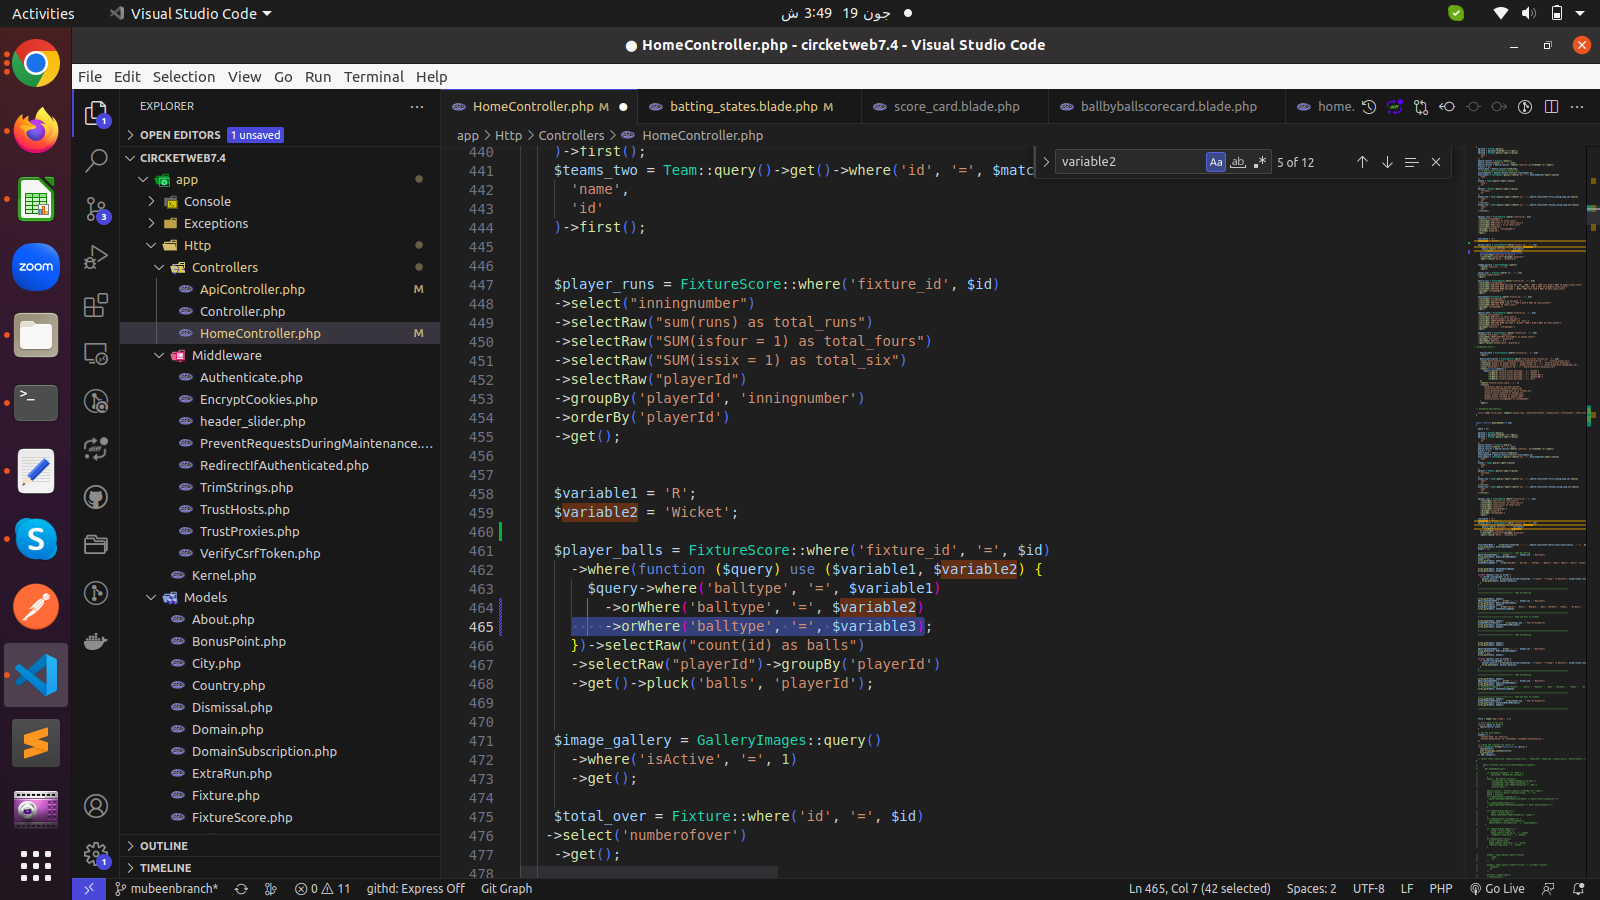 Activities
Visual Studio Code
جون 19  3:49 ش
● HomeController.php - circketweb7.4 - Visual Studio Code
File Edit Selection View Go Run Terminal Help
EXPLORER
HomeController.php M
batting_states.blade.php M
score_card.blade.php
ballbyballscorecard.blade.php
home.
OPEN EDITORS 1 unsaved
app > Http > Controllers > HomeController.php
CIRCKETWEB7.4
app
Console
Exceptions
Http
Controllers
ApiController.php M
Controller.php
HomeController.php M
Middleware
Authenticate.php
EncryptCookies.php
header_slider.php
PreventRequestsDuringMaintenance....
RedirectIfAuthenticated.php
TrimStrings.php
TrustHosts.php
TrustProxies.php
VerifyCsrfToken.php
Kernel.php
Models
About.php
BonusPoint.php
City.php
Country.php
Dismissal.php
Domain.php
DomainSubscription.php
ExtraRun.php
Fixture.php
FixtureScore.php
OUTLINE
TIMELINE
variable2 Aa ab .* 5 of 12
440 )->first();
441 $teams_two = Team::query()->get()->where('id', '=', $matc
442 'name',
443 'id'
444 )->first();
445
446
447 $player_runs = FixtureScore::where('fixture_id', $id)
448 ->select("inningnumber")
449 ->selectRaw("sum(runs) as total_runs")
450 ->selectRaw("SUM(isfour = 1) as total_fours")
451 ->selectRaw("SUM(issix = 1) as total_six")
452 ->selectRaw("playerId")
453 ->groupBy('playerId', 'inningnumber')
454 ->orderBy('playerId')
455 ->get();
456
457
458 $variable1 = 'R';
459 $variable2 = 'Wicket';
460
461 $player_balls = FixtureScore::where('fixture_id', '=', $id)
462 ->where(function ($query) use ($variable1, $variable2) {
463 $query->where('balltype', '=', $variable1)
464 ->orWhere('balltype', '=', $variable2)
465 ->orWhere('balltype', '=', $variable3);
466 })->selectRaw("count(id) as balls")
467 ->selectRaw("playerId")->groupBy('playerId')
468 ->get()->pluck('balls', 'playerId');
469
470
471 $image_gallery = GalleryImages::query()
472 ->where('isActive', '=', 1)
473 ->get();
474
475 $total_over = Fixture::where('id', '=', $id)
476 ->select('numberofover')
477 ->get();
478
mubeenbranch* 0 11 githd: Express Off Git Graph
Ln 465, Col 7 (42 selected) Spaces: 2 UTF-8 LF PHP Go Live
zoom